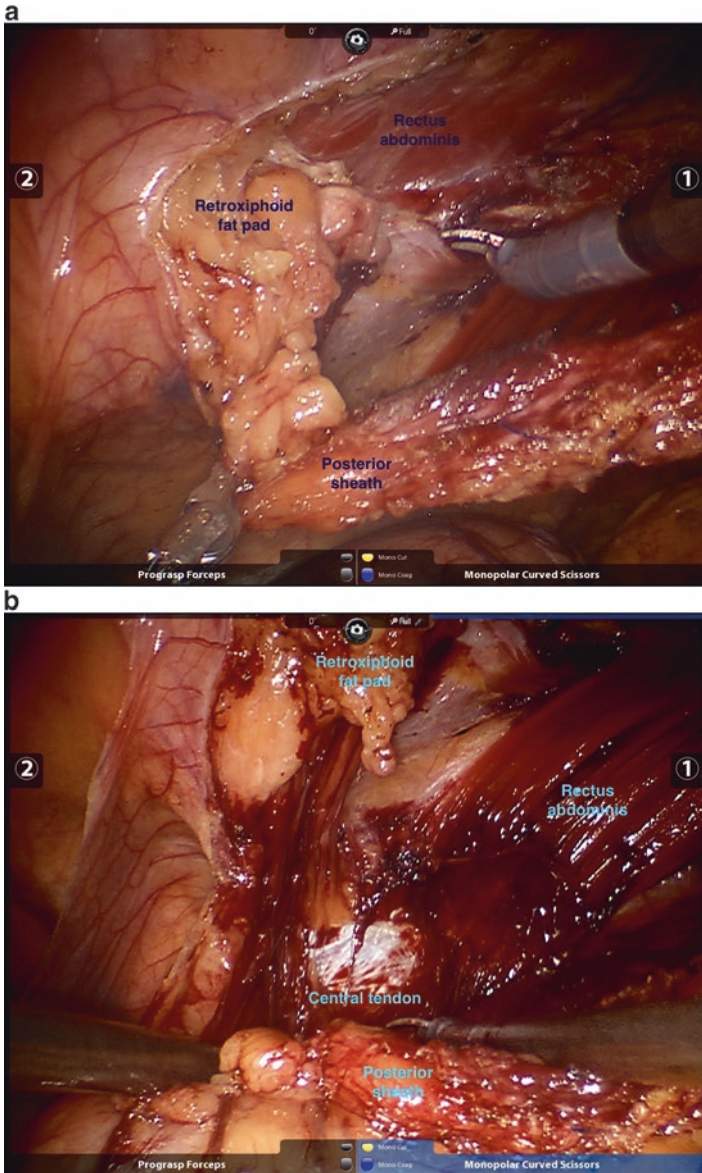 a
0°
Full
Rectus
abdominis
2
1
Retroxiphoid
fat pad
Posterior
sheath
Mono Cut
Mono Coag
Prograsp Forceps
Monopolar Curved Scissors
b
0°
Full
Retroxiphoid
fat pad
2
1
Rectus
abdominis
Central tendon
Posterior
sheath
Mono Cut
Mono Coag
Prograsp Forceps
Monopolar Curved Scissors